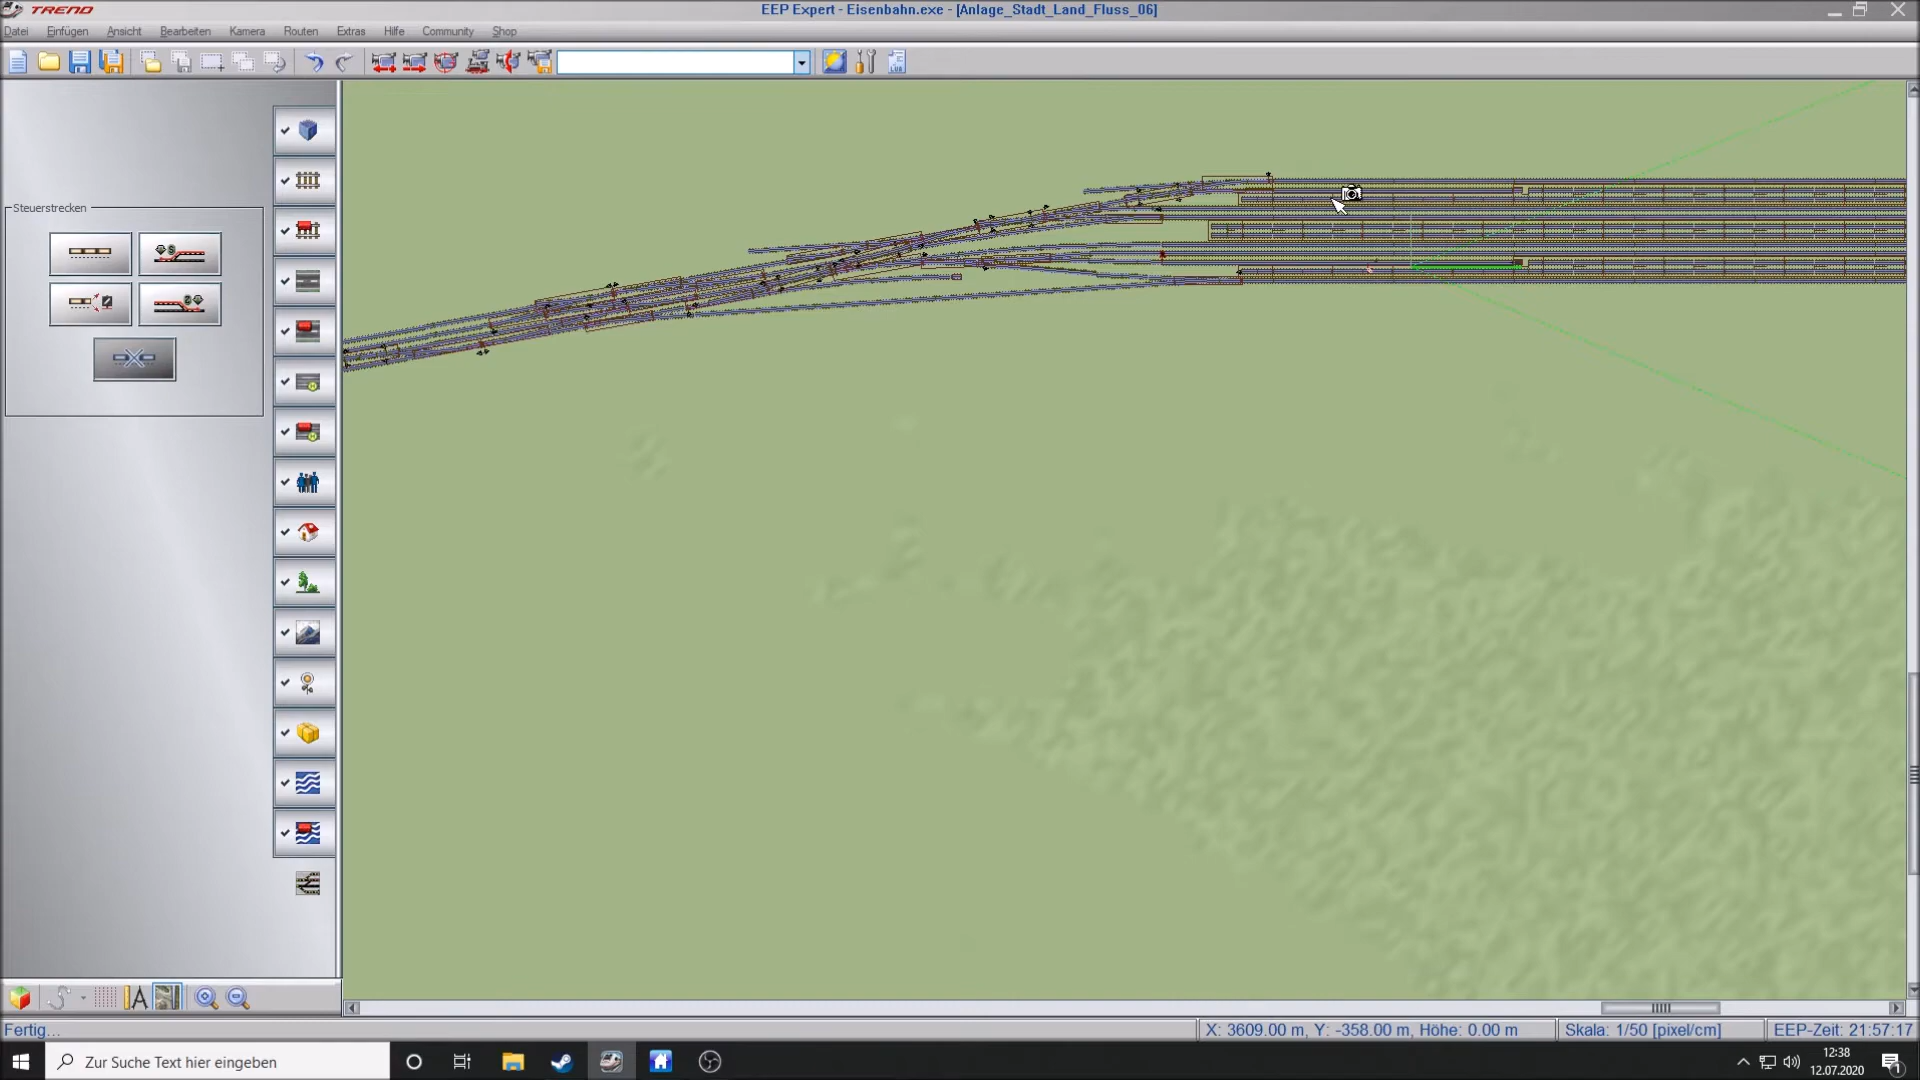 TREND
EEP Expert - Eisenbahn.exe - [Anlage_Stadt_Land_Fluss_06]
Datei Einfügen Ansicht Bearbeiten Kamera Routen Extras Hilfe Community Shop
Steuerstrecken
Fertig...
X: 3609.00 m, Y: -358.00 m, Höhe: 0.00 m
Skala: 1/50 [pixel/cm]
EEP-Zeit: 21:57:17
Zur Suche Text hier eingeben
12:38
12.07.2020